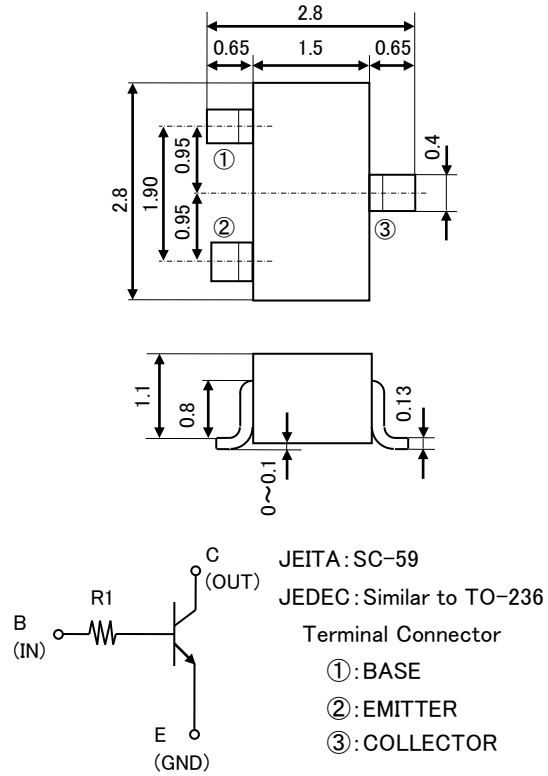 2.8
0.65 1.5 0.65
2.8
1.90
0.95
0.95
①
②
③
0.4
1.1
0.8
0~0.1
0.13
C
(OUT)
R1
B
(IN)
E
(GND)
JEITA:SC-59
JEDEC:Similar to TO-236
Terminal Connector
①:BASE
②:EMITTER
③:COLLECTOR